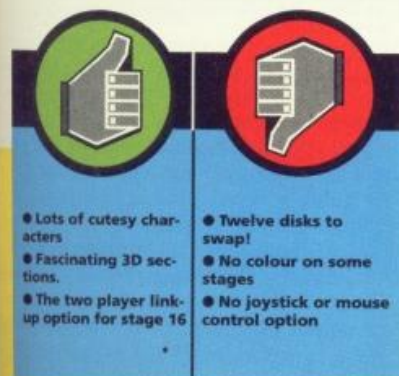 ● Lots of cutesy char-
acters
● Fascinating 3D sec-
tions.
● The two player link-
up option for stage 16
● Twelve disks to
swap!
● No colour on some
stages
● No joystick or mouse
control option